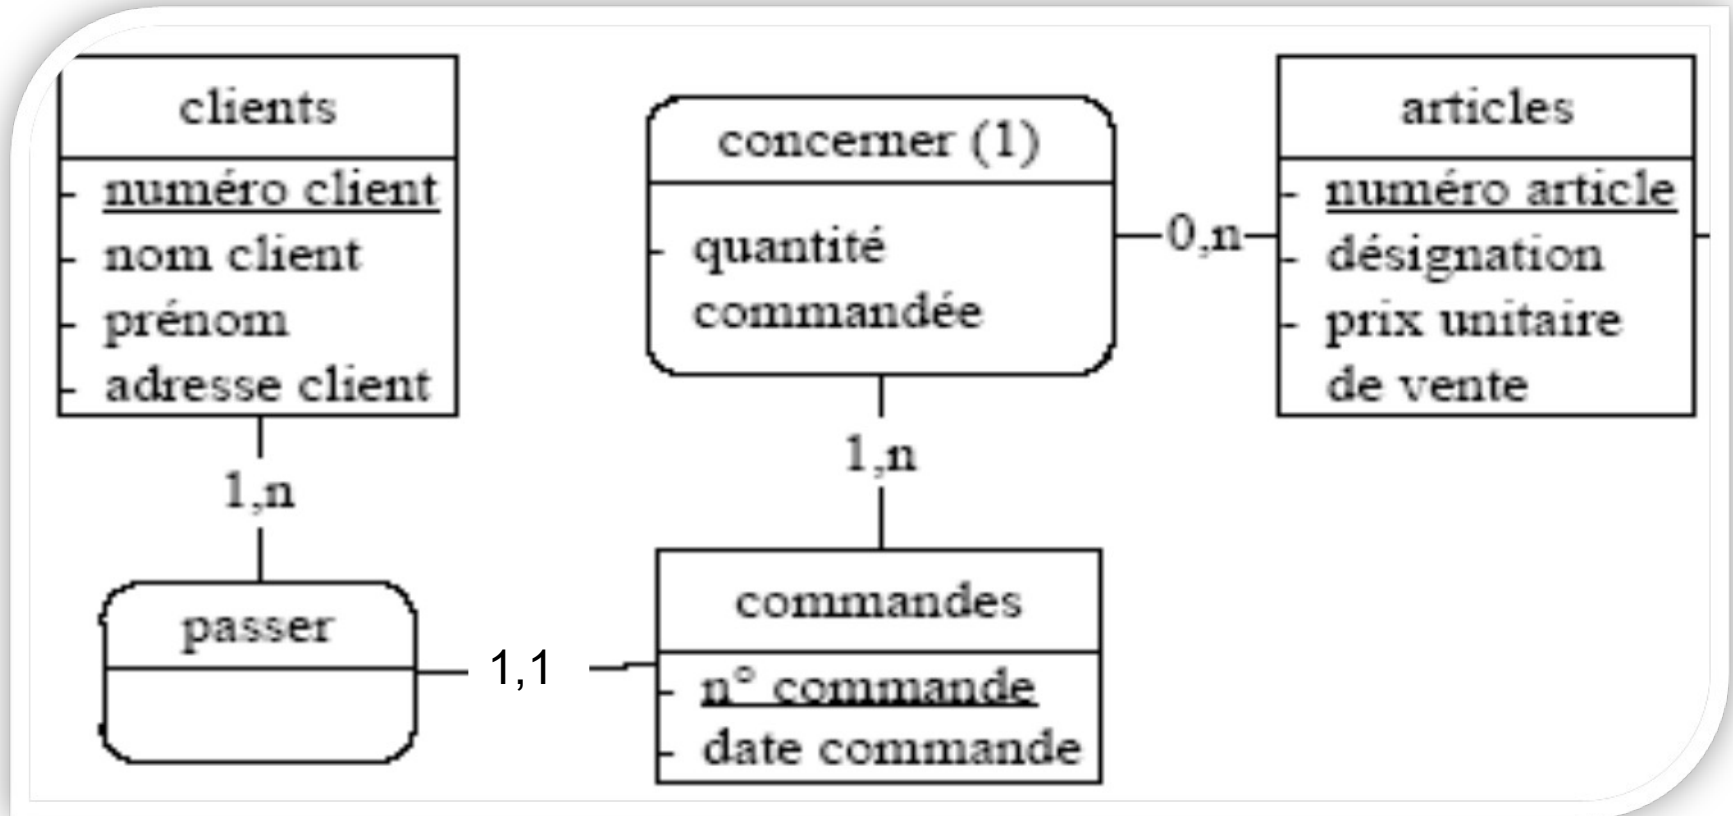 clients
- numéro client
- nom client
- prénom
- adresse client
1,n
passer
1,1
concerner (1)
- quantité
commandée
0,n
1,n
articles
- numéro article
- désignation
- prix unitaire
de vente
commandes
- n° commande
- date commande